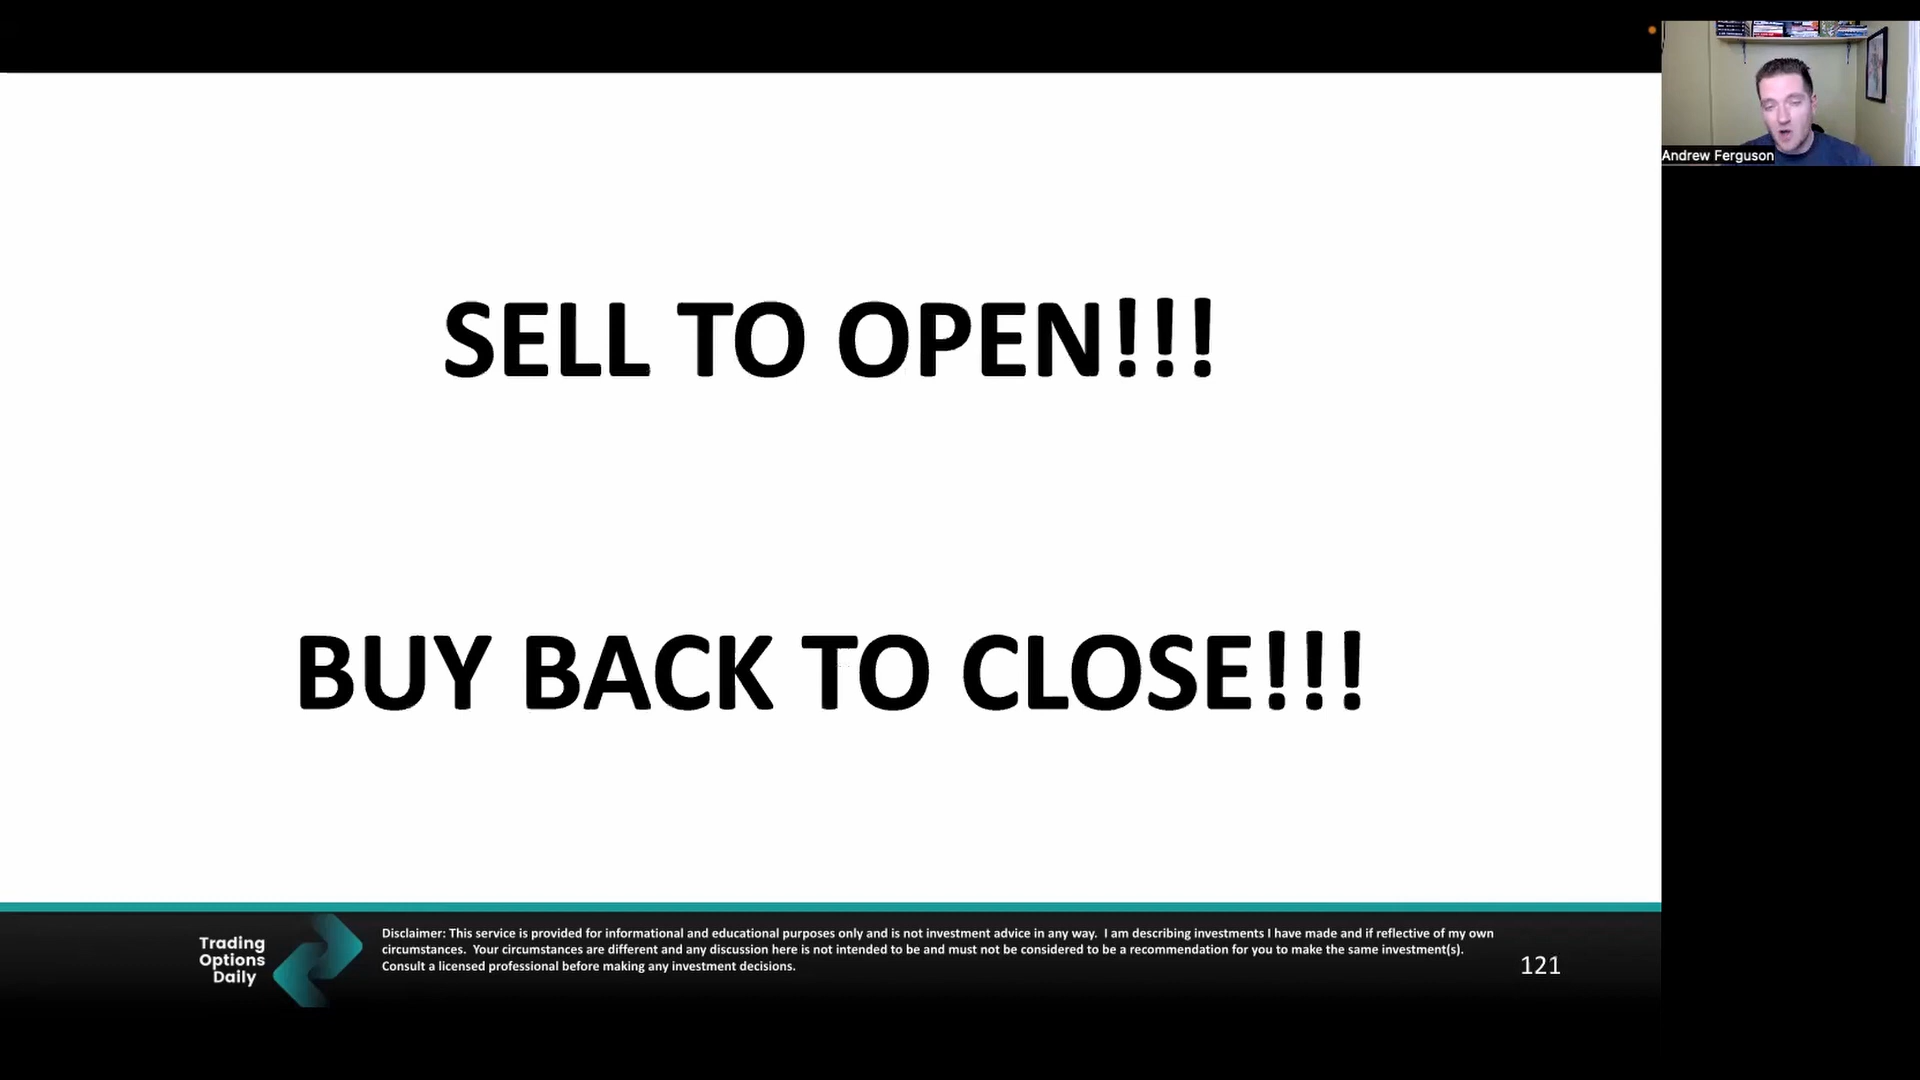 SELL TO OPEN!!!
BUY BACK TO CLOSE!!!
Andrew Ferguson
Trading
Options
Daily
Disclaimer: This service is provided for informational and educational purposes only and is not investment advice in any way.  I am describing investments I have made and if reflective of my own
circumstances.  Your circumstances are different and any discussion here is not intended to be and must not be considered to be a recommendation for you to make the same investment(s).
Consult a licensed professional before making any investment decisions.
121